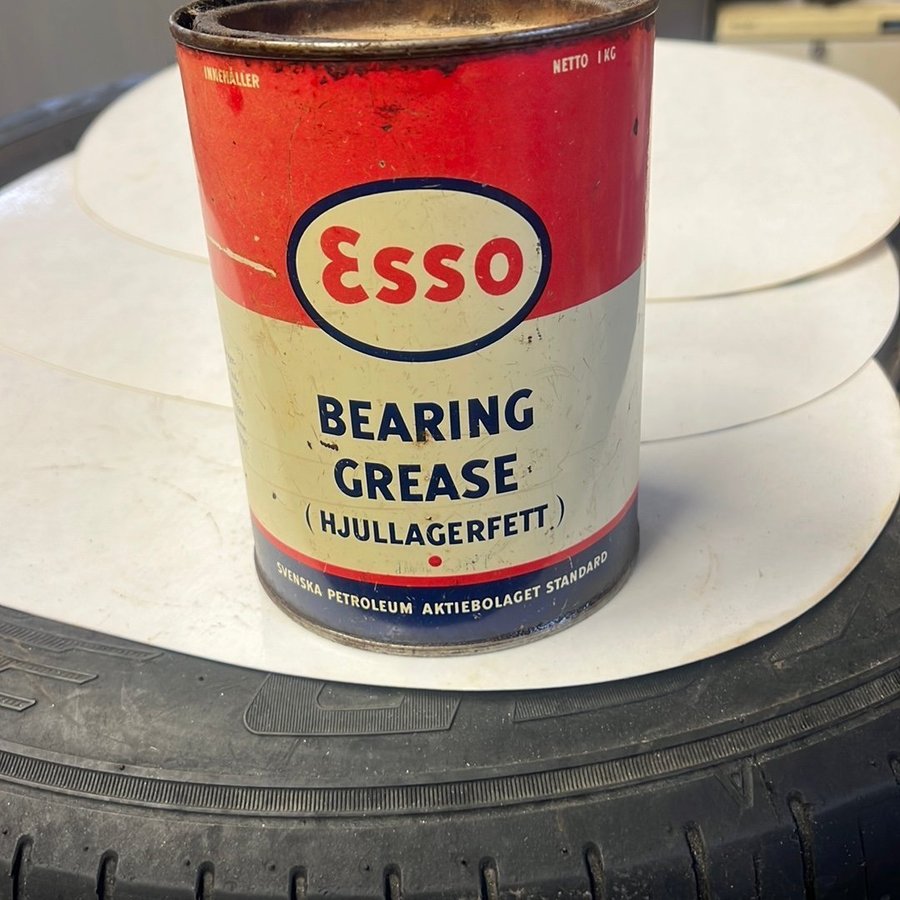 INNEHÅLLER
NETTO 1 KG
Esso
BEARING
GREASE
(HJULLAGERFETT)
SVENSKA PETROLEUM AKTIEBOLAGET STANDARD